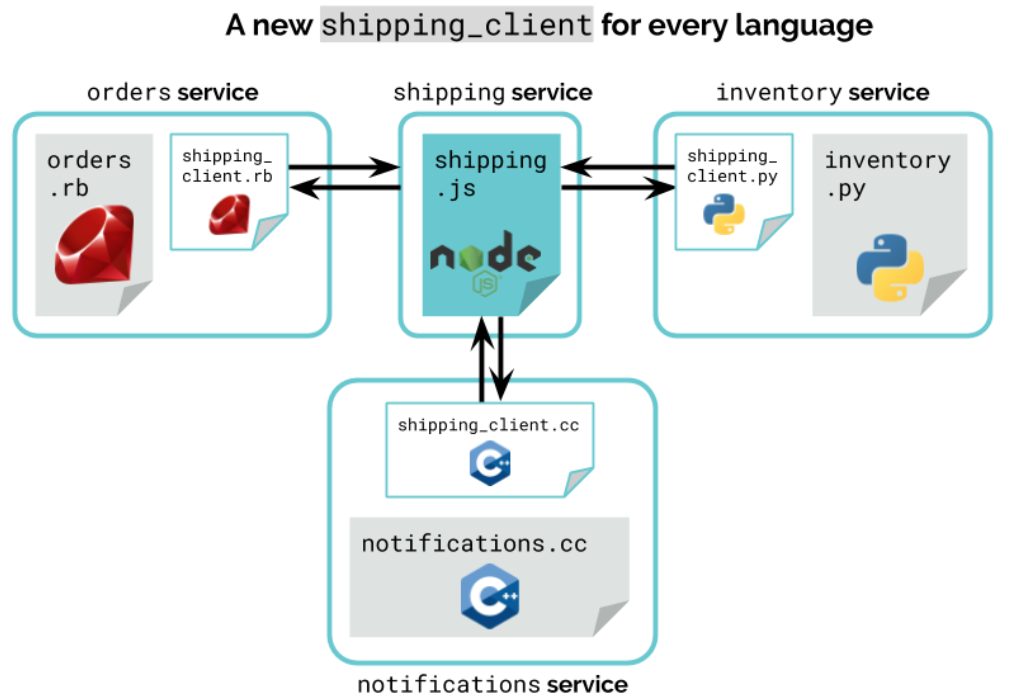 A new shipping_client for every language
orders service
shipping service
inventory service
orders
.rb
shipping_
client.rb
shipping
.js
node
JS
shipping_
client.py
inventory
.py
shipping_client.cc
C++
notifications.cc
C++
notifications service